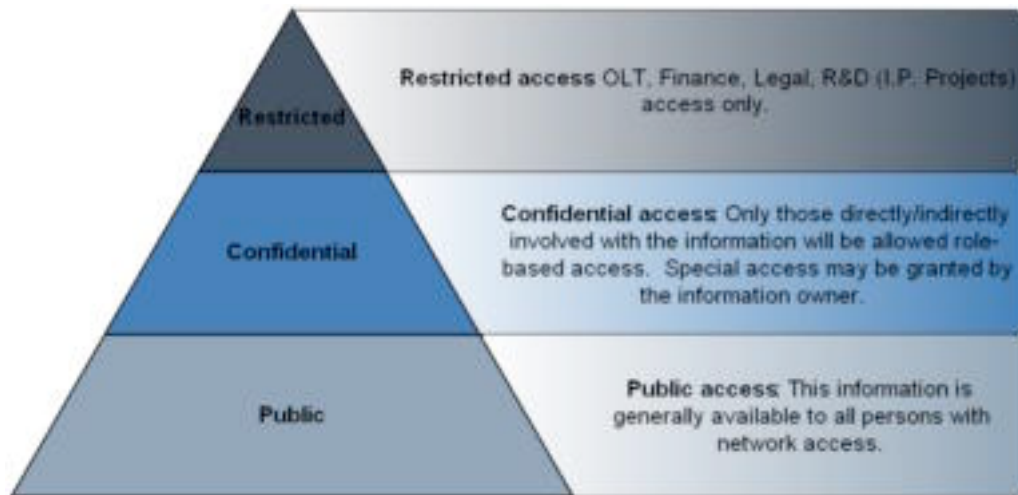 Restricted access: OLT, Finance, Legal, R&D (I.P. Projects)
access only.
Restricted
Confidential access: Only those directly/indirectly
involved with the information will be allowed role-
based access. Special access may be granted by
the information owner.
Confidential
Public access: This information is
generally available to all persons with
network access.
Public